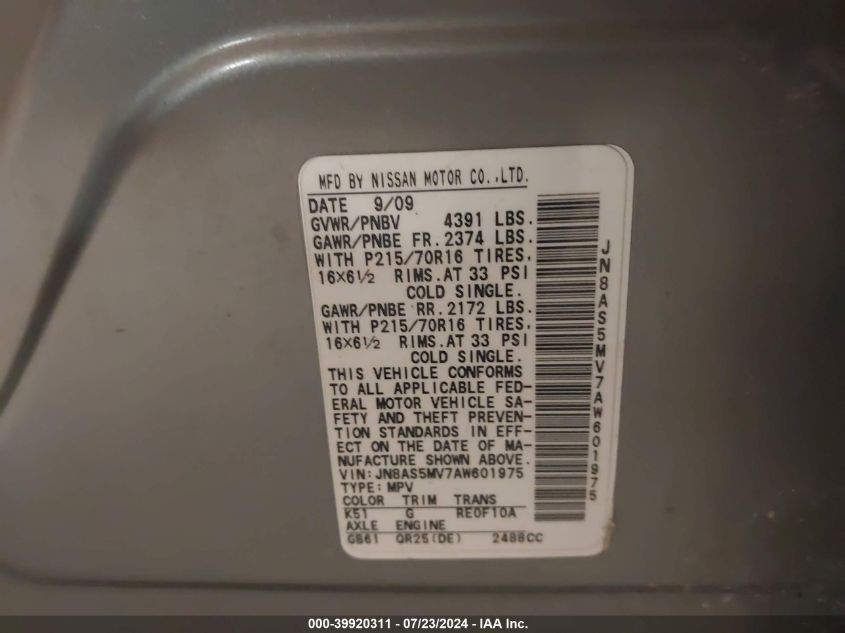 MFD BY NISSAN MOTOR CO.,LTD.
DATE 9/09
GVWR/PNBV 4391 LBS.
GAWR/PNBE FR. 2374 LBS.
WITH P215/70R16 TIRES,
16X6½ RIMS.AT 33 PSI
COLD SINGLE.
GAWR/PNBE RR. 2172 LBS.
WITH P215/70R16 TIRES,
16X6½ RIMS.AT 33 PSI
COLD SINGLE.
THIS VEHICLE CONFORMS
TO ALL APPLICABLE FED-
ERAL MOTOR VEHICLE SA-
FETY AND THEFT PREVEN-
TION STANDARDS IN EFF-
ECT ON THE DATE OF MA-
NUFACTURE SHOWN ABOVE.
VIN: JN8AS5MV7AW601975
TYPE: MPV
COLOR TRIM TRANS
K51 G RE0F10A
AXLE ENGINE
GB61 QR25(DE) 2488CC
JN8AS5MV7AW601975
000-39920311 - 07/23/2024 - IAA Inc.